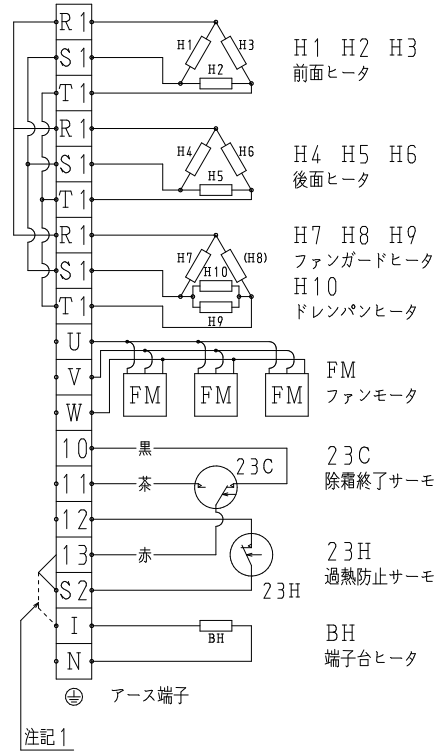 R1
S1
T1
R1
S1
T1
R1
S1
T1
U
V
W
10
11
12
13
S2
I
N
H1
H3
H2
H1 H2 H3
前面ヒータ
H4
H6
H5
H4 H5 H6
後面ヒータ
H7
(H8)
H10
H9
H7 H8 H9
ファンガードヒータ
H10
ドレンパンヒータ
FM
FM
FM
FM
ファンモータ
黒
茶
赤
23C
23C
除霜終了サーモ
23H
23H
過熱防止サーモ
BH
BH
端子台ヒータ
アース端子
注記1